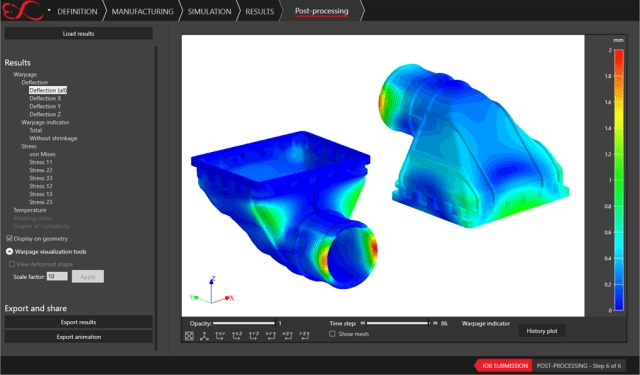 DEFINITION
MANUFACTURING
SIMULATION
RESULTS
Post-processing
Load results
Results
Warpage
Deflection
Deflection (all)
Deflection X
Deflection Y
Deflection Z
Warpage indicator
Total
Without shrinkage
Stress
von Mises
Stress 11
Stress 22
Stress 33
Stress 12
Stress 13
Stress 23
Temperature
Degree of crystallinity
Display on geometry
Warpage visualization tools
View deformed shape
Scale factor: 10 Apply
Export and share
Export results
Export animation
mm
2
1.8
1.6
1.4
1.2
1
0.8
0.6
0.4
0.2
0
Z
Y
X
Opacity: 1
Time step: 86
Warpage indicator
Show mesh
History plot
JOB SUBMISSION
POST-PROCESSING - Step 6 of 6